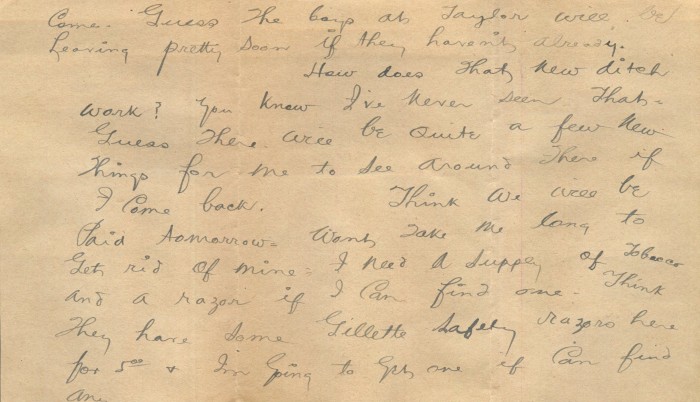 Come. Guess the boys at Taylor will be
leaving pretty soon if they haven't already.
How does that new ditch
work? You know I've never seen that-
Guess there will be quite a few new
things for me to see around there if
I come back. Think we will be
Paid tomorrow- Wont take me long to
get rid of mine- I need a supply of Tobacco
and a razor if I can find one. Think
they have some Gillette safety razors here
for 5 00 & I'm going to get one if can find
any